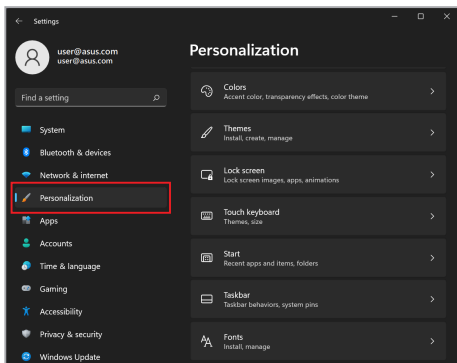 Settings
user@asus.com
user@asus.com
Find a setting
System
Bluetooth & devices
Network & internet
Personalization
Apps
Accounts
Time & language
Gaming
Accessibility
Privacy & security
Windows Update
Personalization
Colors
Accent color, transparency effects, color theme
Themes
Install, create, manage
Lock screen
Lock screen images, apps, animations
Touch keyboard
Themes, size
Start
Recent apps and items, folders
Taskbar
Taskbar behaviors, system pins
Fonts
Install, manage